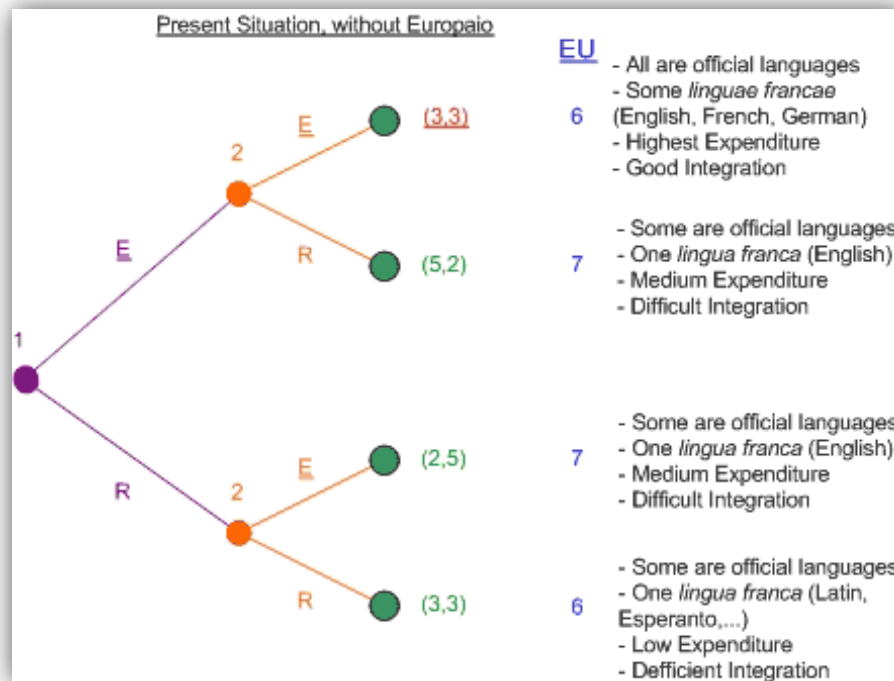 Present Situation, without Europaio
EU
- All are official languages
- Some linguae francae
(English, French, German)
- Highest Expenditure
- Good Integration
E
(3,3)
6
2
- Some are official languages
- One lingua franca (English)
- Medium Expenditure
- Difficult Integration
E
R
(5,2)
7
1
- Some are official languages
- One lingua franca (English)
- Medium Expenditure
- Difficult Integration
E
(2,5)
7
R
2
- Some are official languages
- One lingua franca (Latin,
Esperanto,...)
- Low Expenditure
- Defficient Integration
R
(3,3)
6